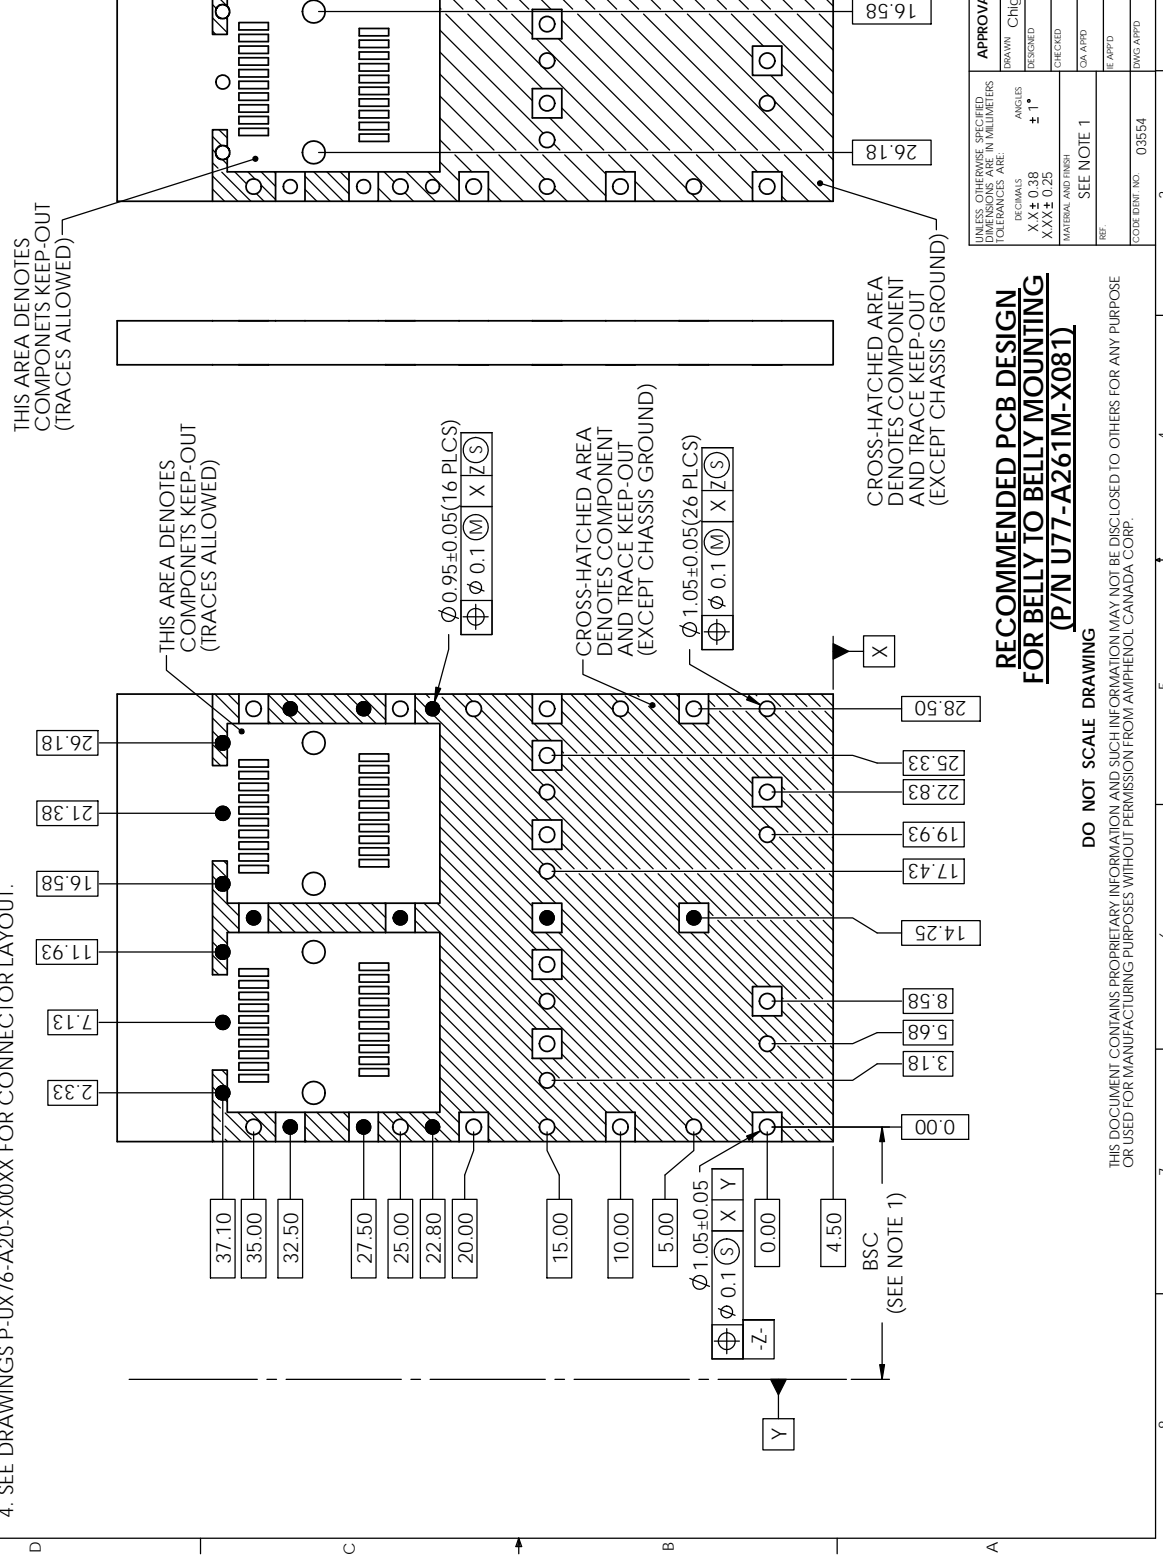 4. SEE DRAWINGS P-UX76-A20-X00XX FOR CONNECTOR LAYOUT.
D
C
B
A
THIS AREA DENOTES
COMPONETS KEEP-OUT
(TRACES ALLOWED)
THIS AREA DENOTES
COMPONETS KEEP-OUT
(TRACES ALLOWED)
2.33
7.13
11.93
16.58
21.38
26.18
37.10
35.00
32.50
27.50
25.00
22.80
20.00
15.00
10.00
5.00
0.00
4.50
Ø0.95±0.05(16 PLCS)
⌖ Ø 0.1 Ⓜ X Z Ⓢ
CROSS-HATCHED AREA
DENOTES COMPONENT
AND TRACE KEEP-OUT
(EXCEPT CHASSIS GROUND)
Ø1.05±0.05(26 PLCS)
⌖ Ø 0.1 Ⓜ X Z Ⓢ
Ø1.05±0.05
⌖ Ø 0.1 Ⓢ X Y
-Z-
BSC
(SEE NOTE 1)
Y
X
0.00
3.18
5.68
8.58
14.25
17.43
19.93
22.83
25.33
28.50
26.18
16.58
CROSS-HATCHED AREA
DENOTES COMPONENT
AND TRACE KEEP-OUT
(EXCEPT CHASSIS GROUND)
RECOMMENDED PCB DESIGN
FOR BELLY TO BELLY MOUNTING
(P/N U77-A261M-X081)
DO NOT SCALE DRAWING
THIS DOCUMENT CONTAINS PROPRIETARY INFORMATION AND SUCH INFORMATION MAY NOT BE DISCLOSED TO OTHERS FOR ANY PURPOSE
OR USED FOR MANUFACTURING PURPOSES WITHOUT PERMISSION FROM AMPHENOL CANADA CORP.
UNLESS OTHERWISE SPECIFIED
DIMENSIONS ARE IN MILLIMETERS
TOLERANCES ARE:
DECIMALS ANGLES
X.X ± 0.38 ± 1°
X.XX ± 0.25
MATERIAL AND FINISH
SEE NOTE 1
REF.
CODE IDENT. NO. 03554
APPROVA
DRAWN Chig
DESIGNED
CHECKED
QA APPD
IE APP'D
DWG APPD